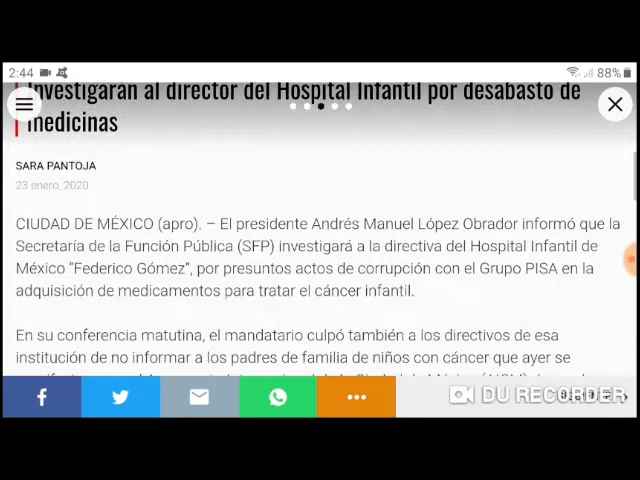 2:44
88%
Investigarán al director del Hospital Infantil por desabasto de
medicinas
SARA PANTOJA
23 enero, 2020
CIUDAD DE MÉXICO (apro). – El presidente Andrés Manuel López Obrador informó que la
Secretaría de la Función Pública (SFP) investigará a la directiva del Hospital Infantil de
México “Federico Gómez”, por presuntos actos de corrupción con el Grupo PISA en la
adquisición de medicamentos para tratar el cáncer infantil.
En su conferencia matutina, el mandatario culpó también a los directivos de esa
institución de no informar a los padres de familia de niños con cáncer que ayer se
DU RECORDER